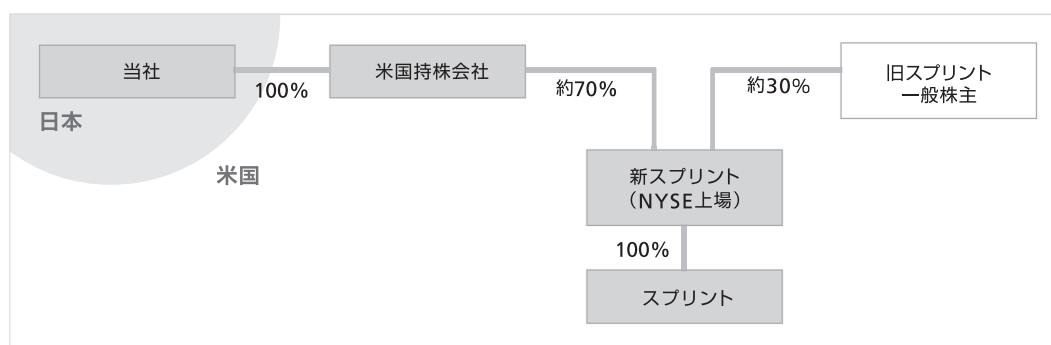 当社
100%
米国持株会社
約70%
約30%
旧スプリント
一般株主
日本
米国
新スプリント
（NYSE上場）
100%
スプリント